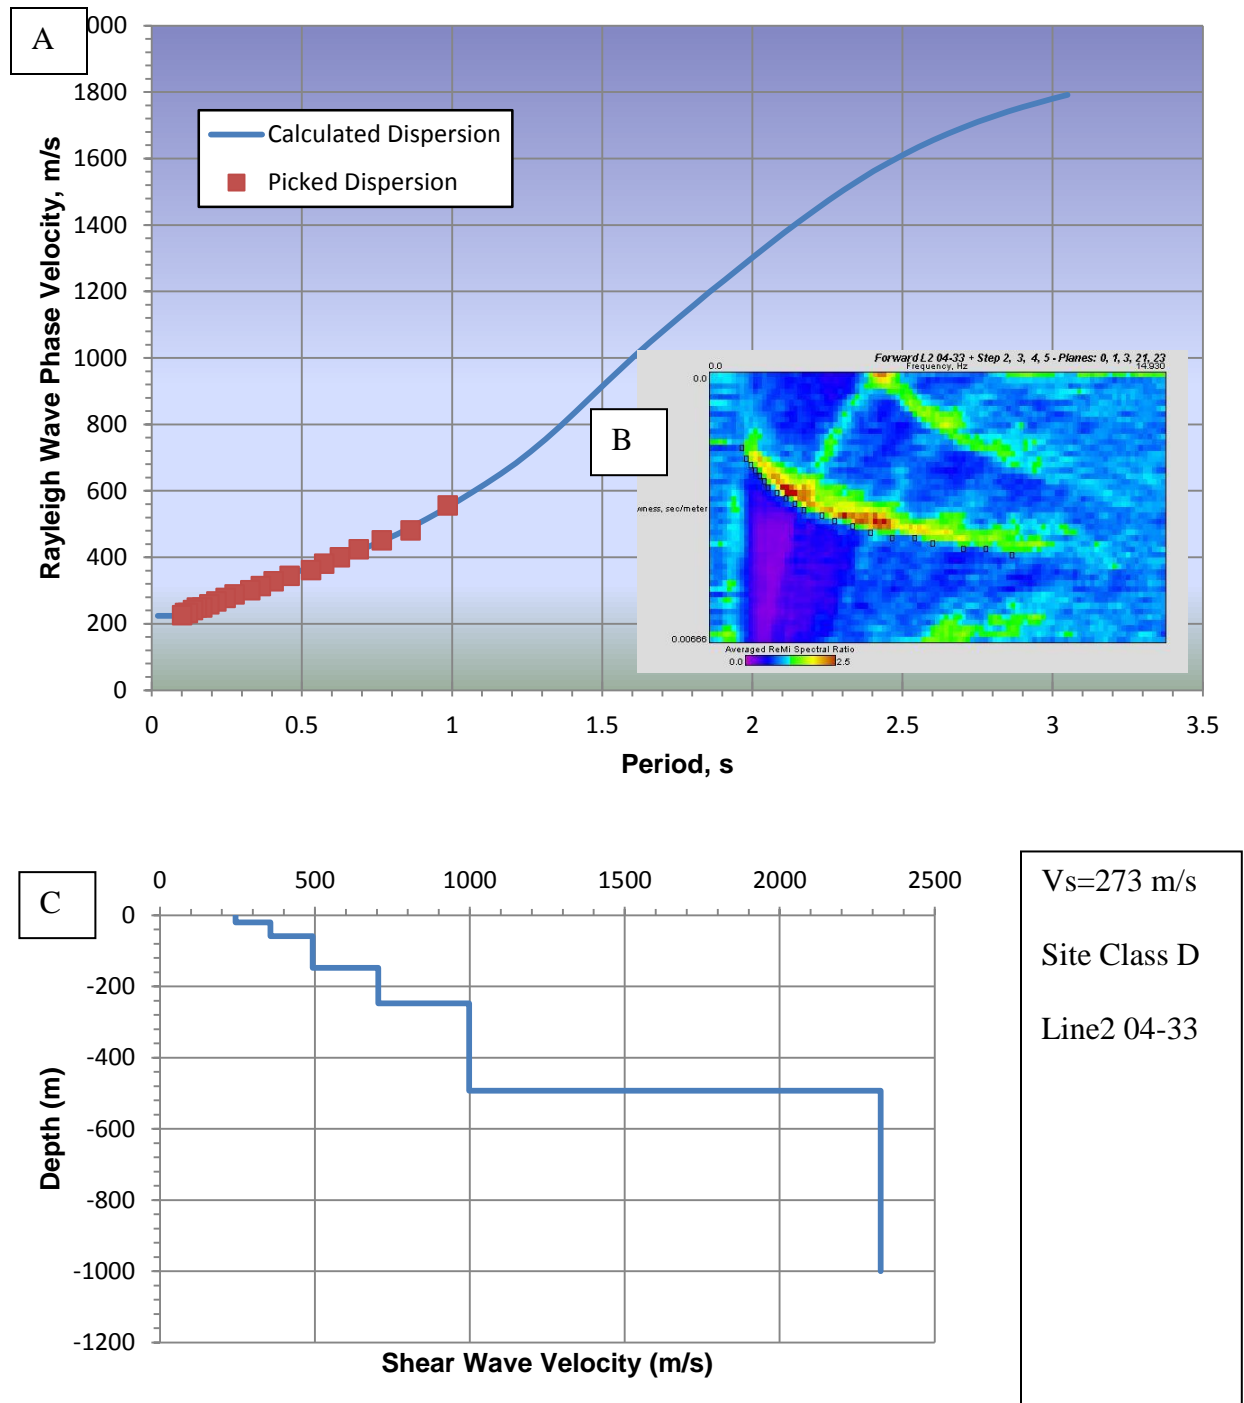 A
2000
1800
1600
1400
1200
1000
800
600
400
200
0
Rayleigh Wave Phase Velocity, m/s
Calculated Dispersion
Picked Dispersion
0 0.5 1 1.5 2 2.5 3 3.5
Period, s
B
Forward L2 04-33 + Step 2, 3, 4, 5 - Planes: 0, 1, 3, 21, 23
0.0 Frequency, Hz 14.930
0.0
wness, sec/meter
0.00666
Averaged ReMi Spectral Ratio
0.0 2.5
C
0 500 1000 1500 2000 2500
0
-200
-400
-600
-800
-1000
-1200
Depth (m)
Shear Wave Velocity (m/s)
Vs=273 m/s
Site Class D
Line2 04-33